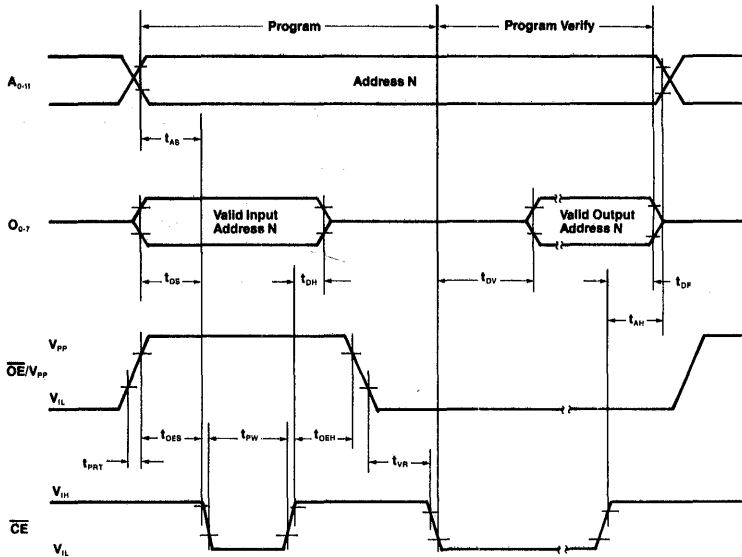 Program
Program Verify
A0-11
Address N
tAS
O0-7
Valid Input
Address N
Valid Output
Address N
tDS
tDH
tDV
tDF
tAH
VPP
OE/VPP
VIL
tOES
tPW
tOEH
tPRT
tVR
VIH
CE
VIL